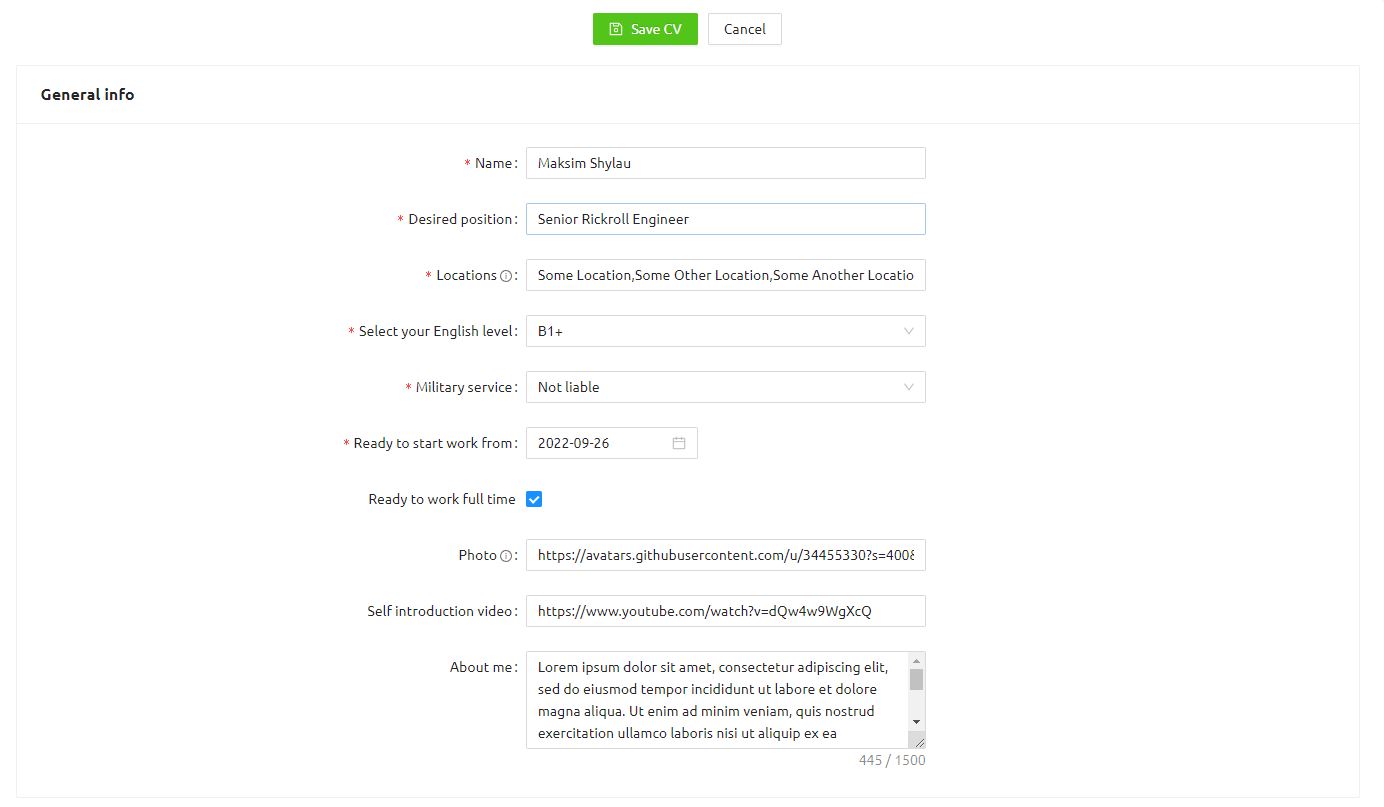 Save CV Cancel
General info
* Name: Maksim Shylau
* Desired position: Senior Rickroll Engineer
* Locations: Some Location,Some Other Location,Some Another Locatio
* Select your English level: B1+
* Military service: Not liable
* Ready to start work from: 2022-09-26
Ready to work full time
Photo: https://avatars.githubusercontent.com/u/34455330?s=400&
Self introduction video: https://www.youtube.com/watch?v=dQw4w9WgXcQ
About me: Lorem ipsum dolor sit amet, consectetur adipiscing elit,
sed do eiusmod tempor incididunt ut labore et dolore
magna aliqua. Ut enim ad minim veniam, quis nostrud
exercitation ullamco laboris nisi ut aliquip ex ea
445 / 1500